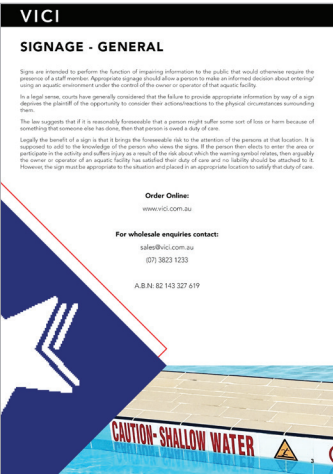 VICI
SIGNAGE - GENERAL
Signs are intended to perform the function of impairing information to the public that would otherwise require the
presence of a staff member. Appropriate signage should allow a person to make an informed decision about entering/
using an aquatic environment under the control of the owner or operator of that aquatic facility.
In a legal sense, courts have generally considered that the failure to provide appropriate information by way of a sign
deprives the plaintiff of the opportunity to consider their actions/reactions to the physical circumstances surrounding
them.
The law suggests that if it is reasonable foreseeable that a person might suffer some sort of loss or harm because of
something that someone else has done, then that person is owed a duty of care.
Legally the benefit of a sign is that it brings the foreseeable risk to the attention of the persons at that location. It is
supposed to add to the knowledge of the person who views the signs. If the person then elects to enter the area or
participate in the activity and suffers injury as a result of the risk about which the warning symbol relates, then arguably
the owner or operator of an aquatic facility has satisfied their duty of care and no liability should be attached to it.
However, the sign must be appropriate to the situation and placed in an appropriate location to satisfy that duty of care.
Order Online:
www.vici.com.au
For wholesale enquiries contact:
sales@vici.com.au
(07) 3823 1233
A.B.N: 82 143 327 619
CAUTION- SHALLOW WATER
3